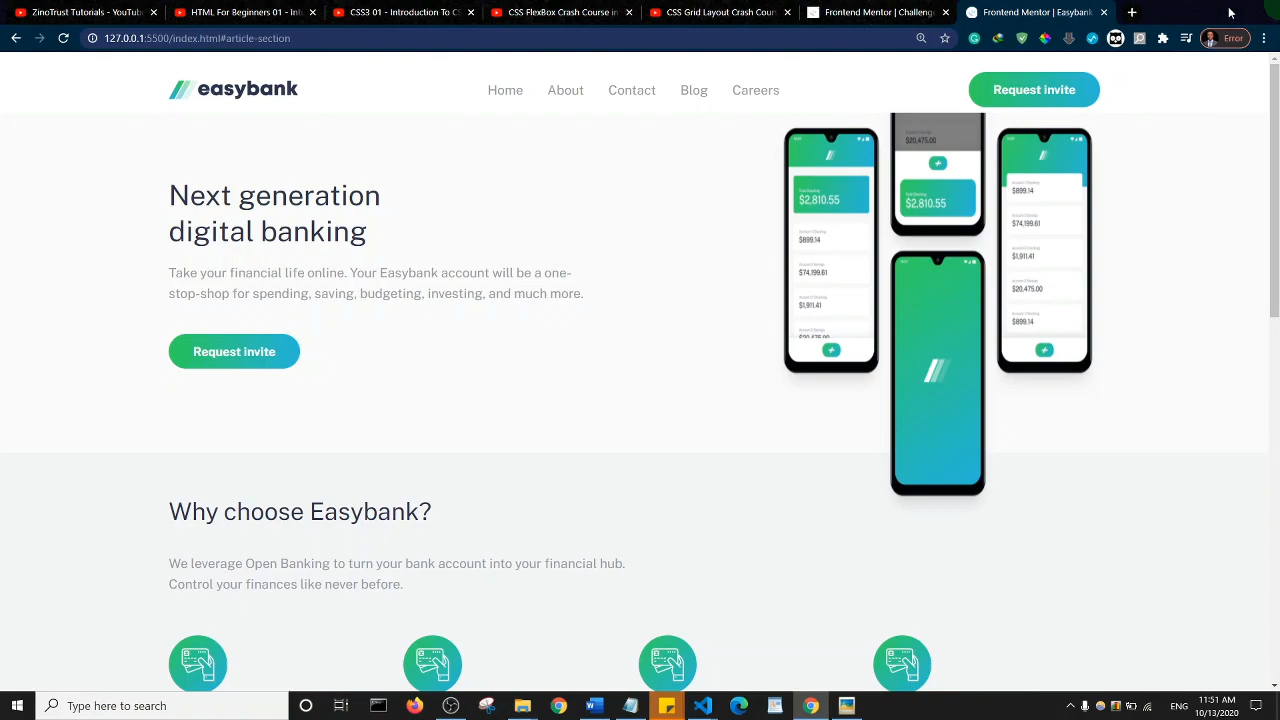 ZinoTrust Tutorials - YouTub
HTML For Beginners 01 - Intr
CSS3 01 - Introduction To C
CSS FlexBox Crash Course in
CSS Grid Layout Crash Cour
Frontend Mentor | Challenge
Frontend Mentor | Easybank
127.0.0.1:5500/index.html#article-section
Error
easybank
Home
About
Contact
Blog
Careers
Request invite
Next generation
digital banking
Take your financial life online. Your Easybank account will be a one-
stop-shop for spending, saving, budgeting, investing, and much more.
Request invite
$2,810.55
$899.14
$74,199.61
$1,911.41
$20,475.00
$20,475.00
$2,810.55
$899.14
$74,199.61
$1,911.41
$20,475.00
$899.14
Why choose Easybank?
We leverage Open Banking to turn your bank account into your financial hub.
Control your finances like never before.
Type here to search
ENG
11:51 AM
10/13/2020